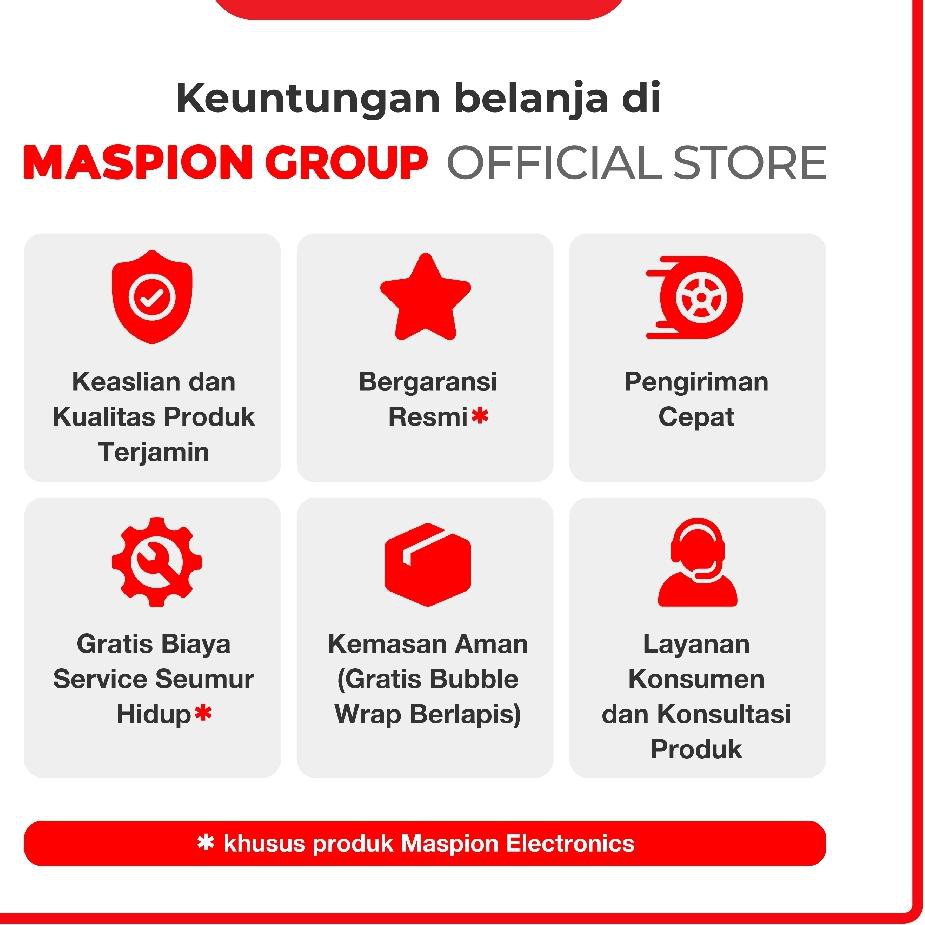 Keuntungan belanja di
MASPION GROUP OFFICIAL STORE
Keaslian dan
Kualitas Produk
Terjamin
Bergaransi
Resmi*
Pengiriman
Cepat
Gratis Biaya
Service Seumur
Hidup*
Kemasan Aman
(Gratis Bubble
Wrap Berlapis)
Layanan
Konsumen
dan Konsultasi
Produk
* khusus produk Maspion Electronics